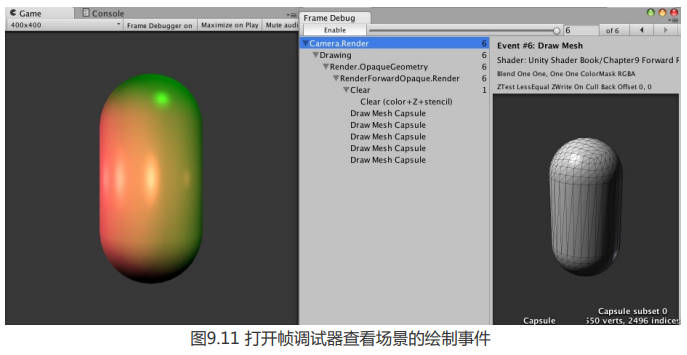 Game
Console
400x400
Frame Debugger on
Maximize on Play
Mute audi
Frame Debug
Enable
6
of 6
Camera.Render 6
Drawing 6
Render.OpaqueGeometry 6
RenderForwardOpaque.Render 6
Clear 1
Clear (color+Z+stencil)
Draw Mesh Capsule
Draw Mesh Capsule
Draw Mesh Capsule
Draw Mesh Capsule
Draw Mesh Capsule
Event #6: Draw Mesh
Shader: Unity Shader Book/Chapter9 Forward F
Blend One One, One One ColorMask RGBA
ZTest LessEqual ZWrite On Cull Back Offset 0, 0
Capsule subset 0
Capsule 550 verts, 2496 indices
图9.11 打开帧调试器查看场景的绘制事件